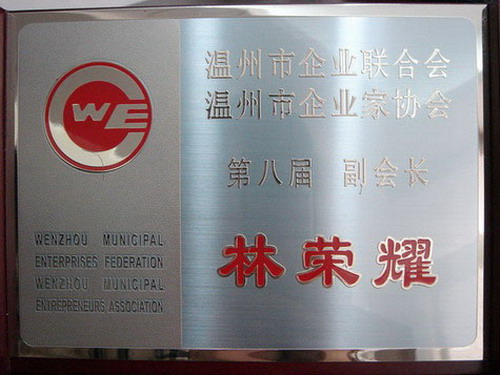 WE
温州市企业联合会
温州市企业家协会
第八届 副会长
林荣耀
WENZHOU MUNICIPAL
ENTERPRISES FEDERATION
WENZHOU MUNICIPAL
ENTREPRENEURS ASSOCIATION